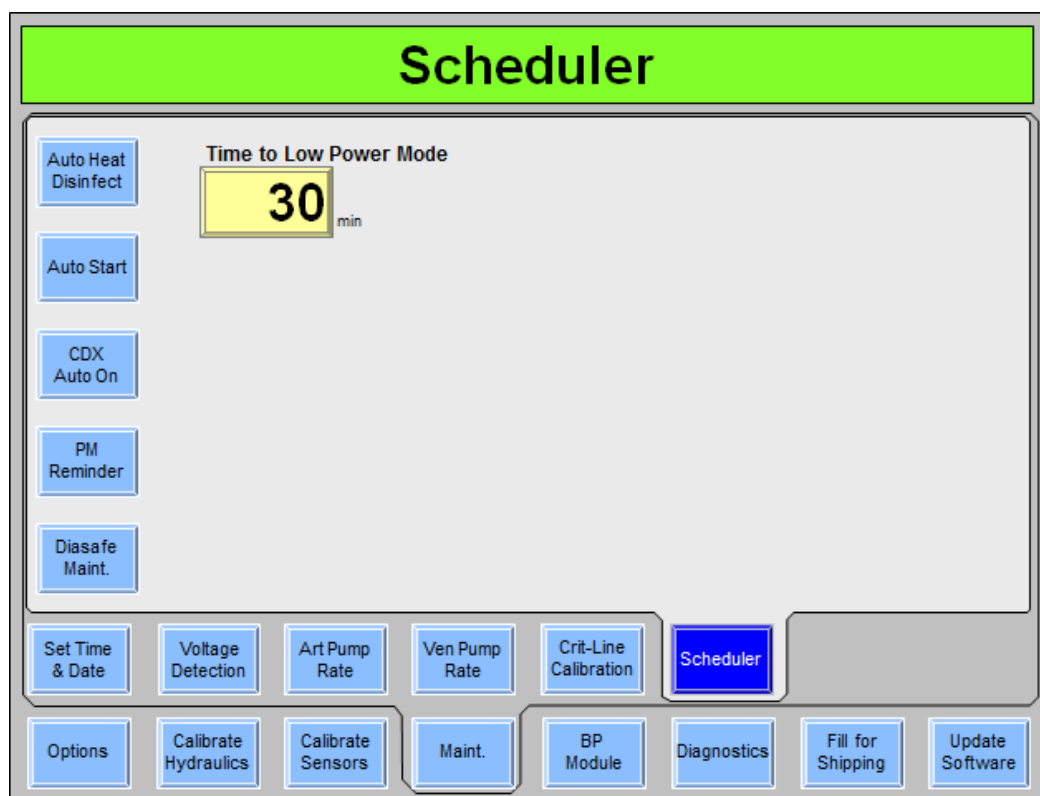 Scheduler
Auto Heat
Disinfect
Time to Low Power Mode
30 min
Auto Start
CDX
Auto On
PM
Reminder
Diasafe
Maint.
Set Time
& Date
Voltage
Detection
Art Pump
Rate
Ven Pump
Rate
Crit-Line
Calibration
Scheduler
Options
Calibrate
Hydraulics
Calibrate
Sensors
Maint.
BP
Module
Diagnostics
Fill for
Shipping
Update
Software